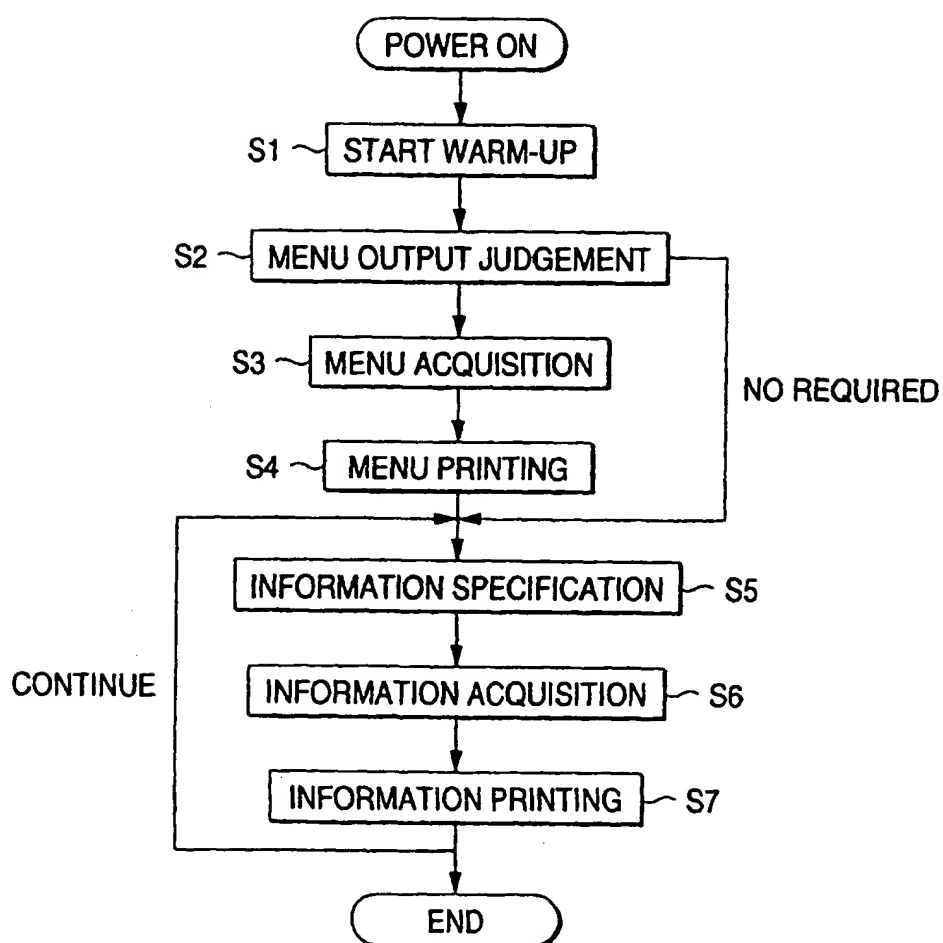 POWER ON
S1 START WARM-UP
S2 MENU OUTPUT JUDGEMENT
S3 MENU ACQUISITION
NO REQUIRED
S4 MENU PRINTING
INFORMATION SPECIFICATION S5
CONTINUE
INFORMATION ACQUISITION S6
INFORMATION PRINTING S7
END